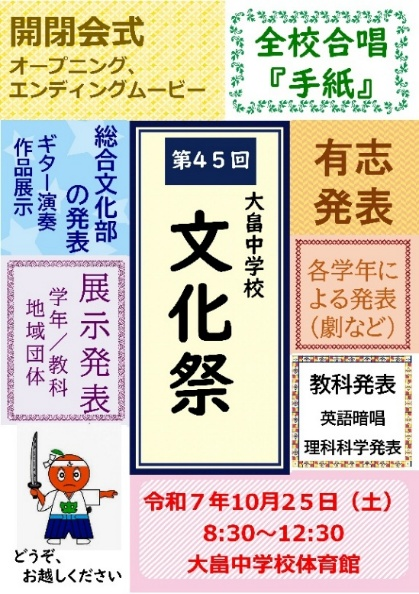 開閉会式
オープニング、
エンディングムービー
全校合唱
『手紙』
総合文化部
の発表
ギター演奏
作品展示
第45回
大畠中学校
文化祭
有志
発表
展示発表
学年／教科
地域団体
各学年に
よる発表
（劇など）
教科発表
英語暗唱
理科科学発表
どうぞ、
お越しください
令和７年10月２５日（土）
8:30～12:30
大畠中学校体育館